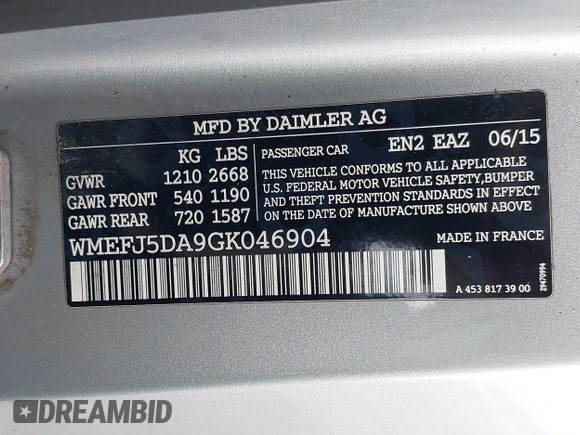 MFD BY DAIMLER AG
KG LBS
GVWR 1210 2668
GAWR FRONT 540 1190
GAWR REAR 720 1587
PASSENGER CAR EN2 EAZ 06/15
THIS VEHICLE CONFORMS TO ALL APPLICABLE
U.S. FEDERAL MOTOR VEHICLE SAFETY,BUMPER
AND THEFT PREVENTION STANDARDS IN EFFECT
ON THE DATE OF MANUFACTURE SHOWN ABOVE.
WMEFJ5DA9GK046904 MADE IN FRANCE
A 453 817 39 00
29470994
DREAMBID